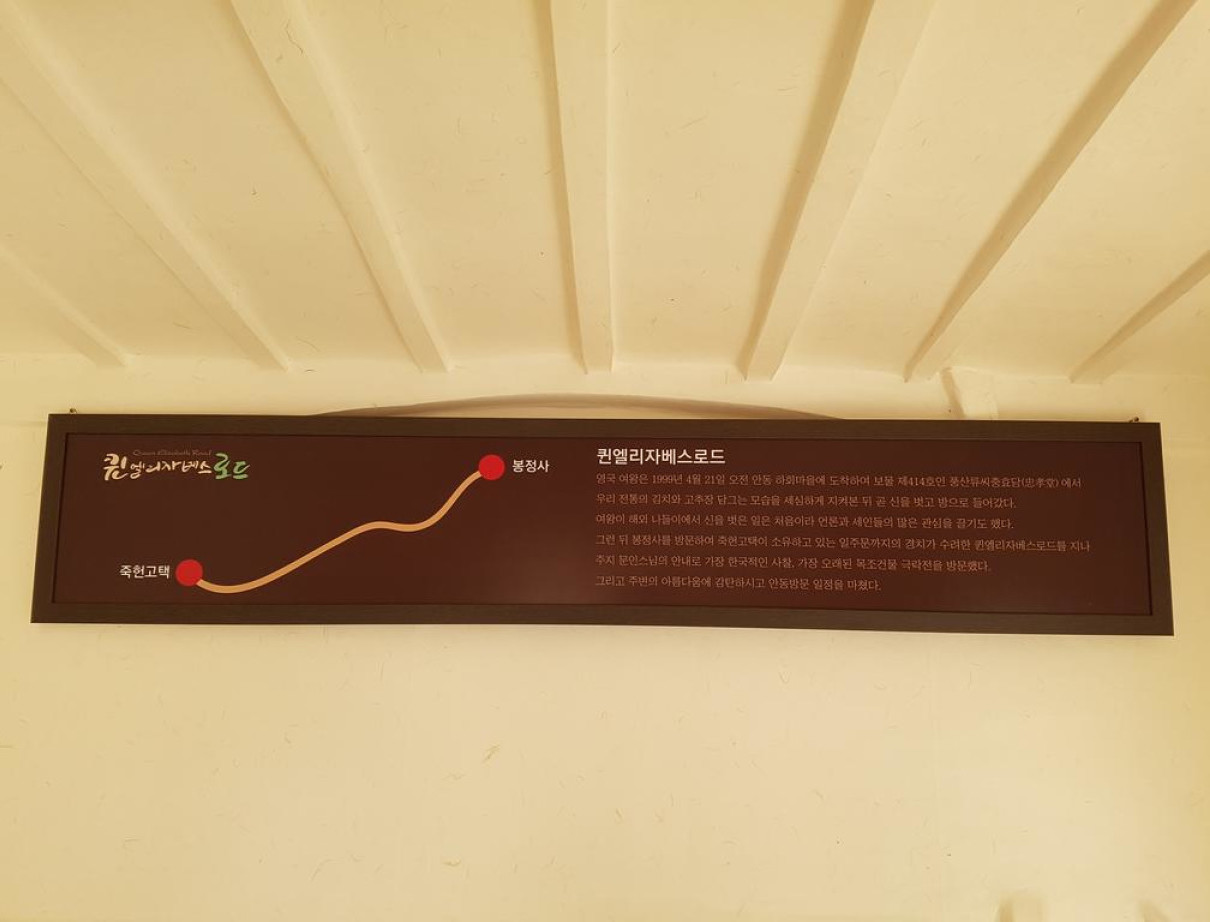 Queen Elizabeth Road
퀸엘리자베스로드
봉정사
죽헌고택
퀸엘리자베스로드
영국 여왕은 1999년 4월 21일 오전 안동 하회마을에 도착하여 보물 제414호인 풍산류씨충효당(忠孝堂) 에서
우리 전통의 김치와 고추장 담그는 모습을 세심하게 지켜본 뒤 곧 신을 벗고 방으로 들어갔다.
여왕이 해외 나들이에서 신을 벗은 일은 처음이라 언론과 세인들의 많은 관심을 끌기도 했다.
그런 뒤 봉정사를 방문하여 죽헌고택이 소유하고 있는 일주문까지의 경치가 수려한 퀸엘리자베스로드를 지나
주지 문인스님의 안내로 가장 한국적인 사찰, 가장 오래된 목조건물 극락전을 방문했다.
그리고 주변의 아름다움에 감탄하시고 안동방문 일정을 마쳤다.